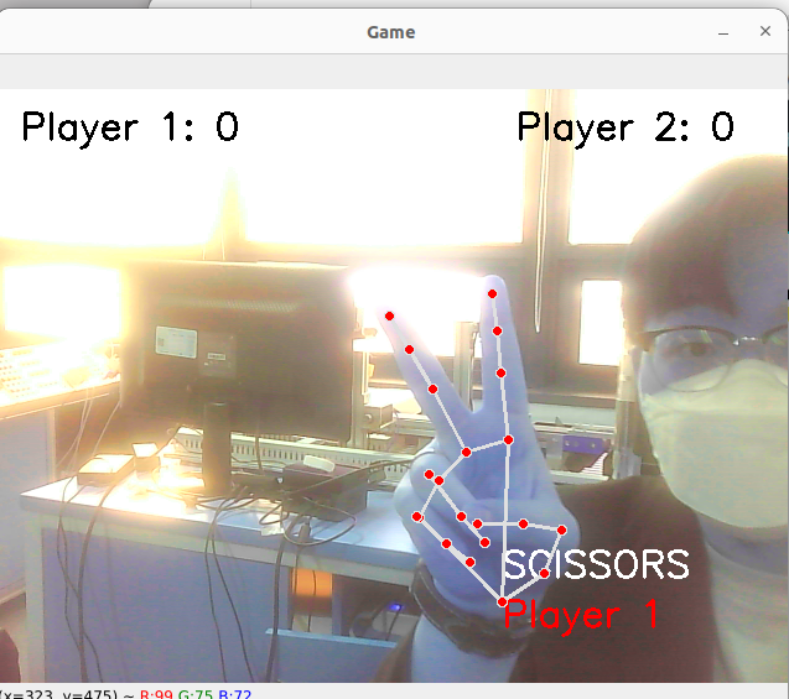 Game
Player 1: 0
Player 2: 0
SCISSORS
Player 1
(x=323, y=475) ~ R:99 G:75 B:72